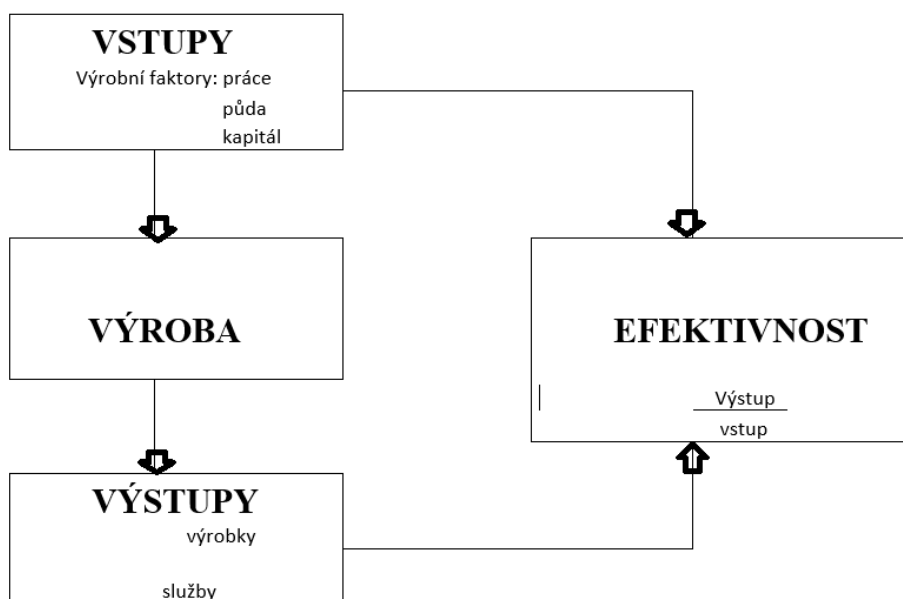 VSTUPY
Výrobní faktory: práce
půda
kapitál
VÝROBA
EFEKTIVNOST
Výstup
vstup
VÝSTUPY
výrobky
služby